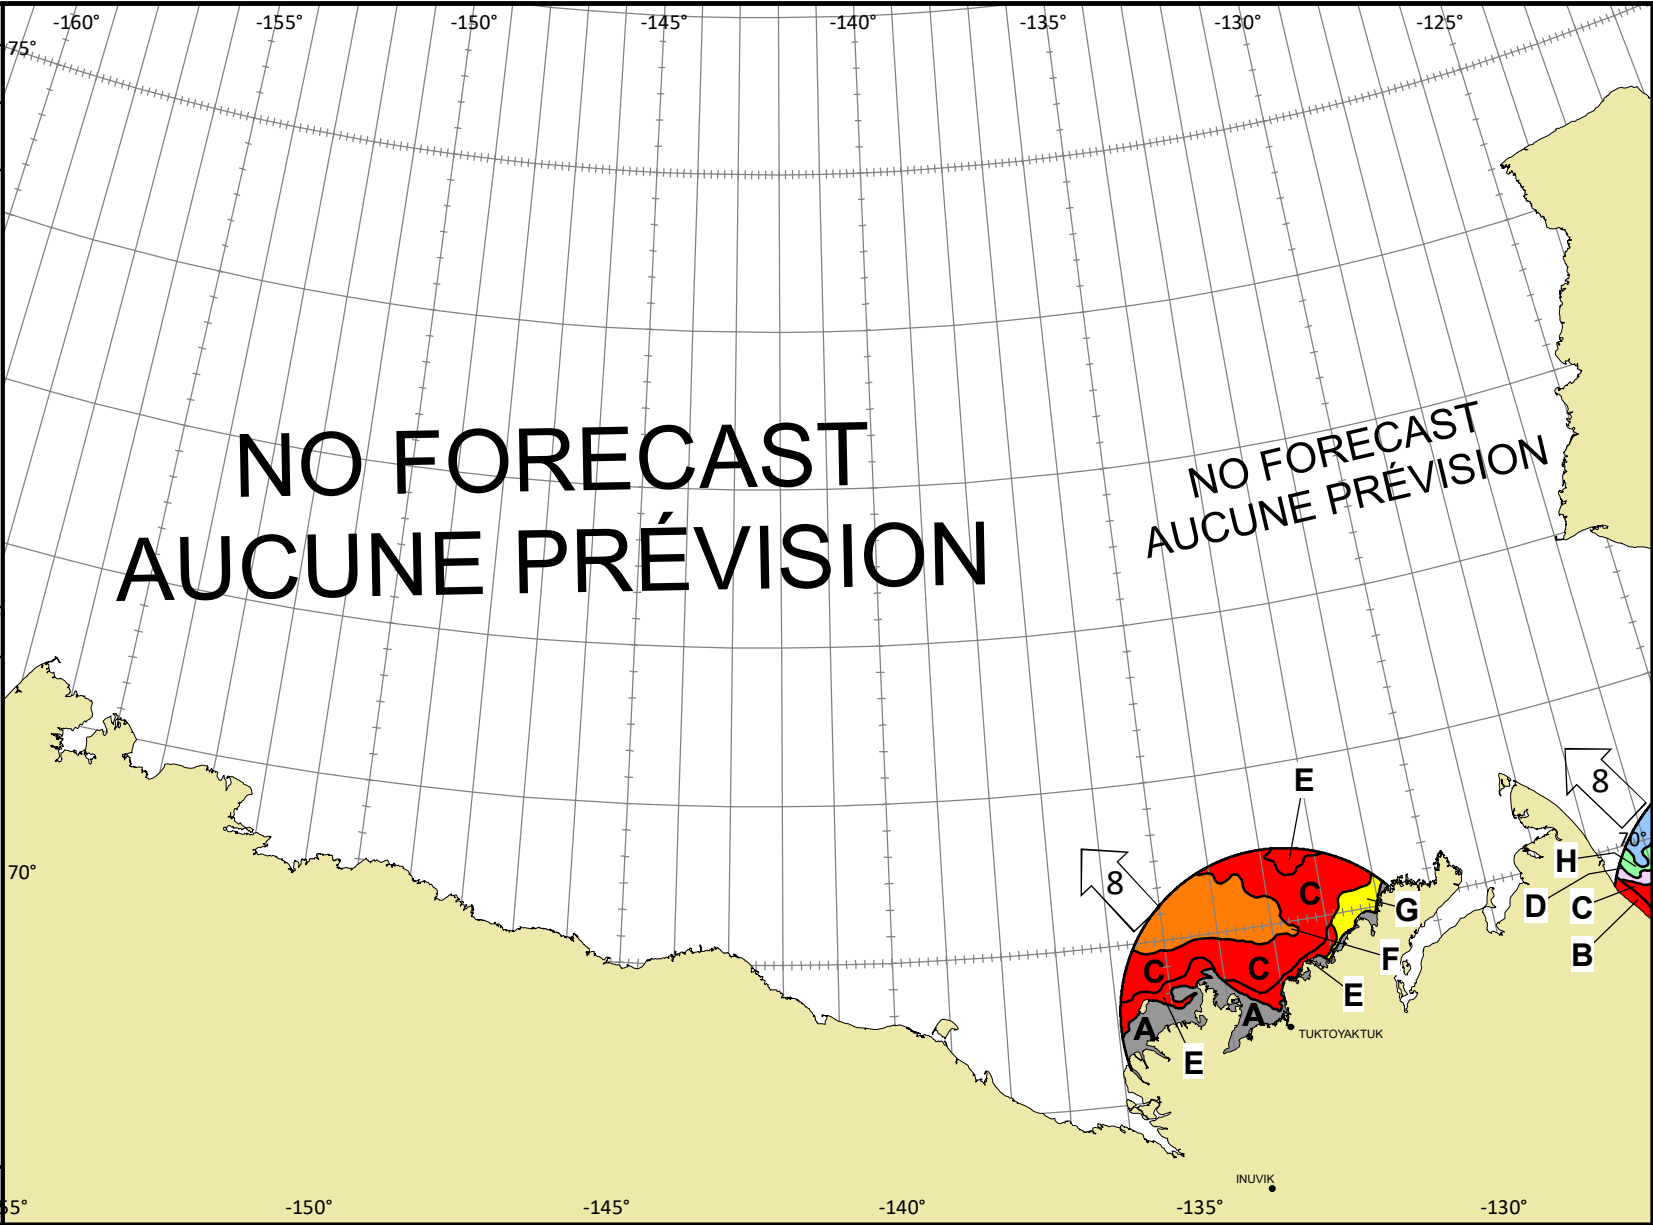 -160° -155° -150° -145° -140° -135° -130° -125°
75°
NO FORECAST
AUCUNE PRÉVISION
NO FORECAST
AUCUNE PRÉVISION
E
8
70°
H
70°
8
C
G
D
C
F
B
C
C
E
A
A
TUKTOYAKTUK
E
INUVIK
55° -150° -145° -140° -135° -130°